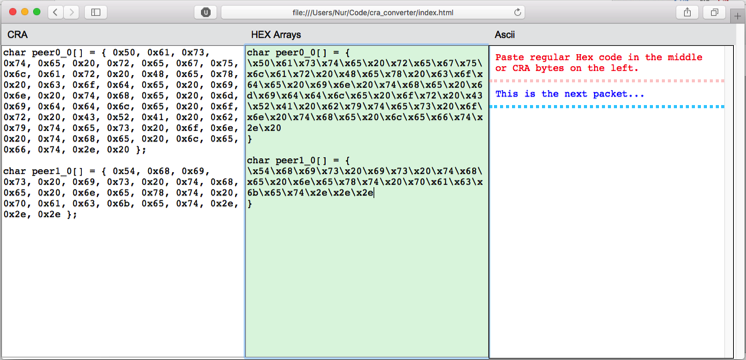 file:///Users/Nur/Code/cra_converter/index.html
CRA
HEX Arrays
Ascii
char peer0_0[] = { 0x50, 0x61, 0x73,
0x74, 0x65, 0x20, 0x72, 0x65, 0x67, 0x75,
0x6c, 0x61, 0x72, 0x20, 0x48, 0x65, 0x78,
0x20, 0x63, 0x6f, 0x64, 0x65, 0x20, 0x69,
0x6e, 0x20, 0x74, 0x68, 0x65, 0x20, 0x6d,
0x69, 0x64, 0x64, 0x6c, 0x65, 0x20, 0x6f,
0x72, 0x20, 0x43, 0x52, 0x41, 0x20, 0x62,
0x79, 0x74, 0x65, 0x73, 0x20, 0x6f, 0x6e,
0x20, 0x74, 0x68, 0x65, 0x20, 0x6c, 0x65,
0x66, 0x74, 0x2e, 0x20 };
char peer1_0[] = { 0x54, 0x68, 0x69,
0x73, 0x20, 0x69, 0x73, 0x20, 0x74, 0x68,
0x65, 0x20, 0x6e, 0x65, 0x78, 0x74, 0x20,
0x70, 0x61, 0x63, 0x6b, 0x65, 0x74, 0x2e,
0x2e, 0x2e };
char peer0_0[] = {
\x50\x61\x73\x74\x65\x20\x72\x65\x67\x75\
x6c\x61\x72\x20\x48\x65\x78\x20\x63\x6f\x
64\x65\x20\x69\x6e\x20\x74\x68\x65\x20\x6
d\x69\x64\x64\x6c\x65\x20\x6f\x72\x20\x43
\x52\x41\x20\x62\x79\x74\x65\x73\x20\x6f\
x6e\x20\x74\x68\x65\x20\x6c\x65\x66\x74\x
2e\x20
}
char peer1_0[] = {
\x54\x68\x69\x73\x20\x69\x73\x20\x74\x68\
x65\x20\x6e\x65\x78\x74\x20\x70\x61\x63\x
6b\x65\x74\x2e\x2e\x2e
}
Paste regular Hex code in the middle
or CRA bytes on the left.
This is the next packet...